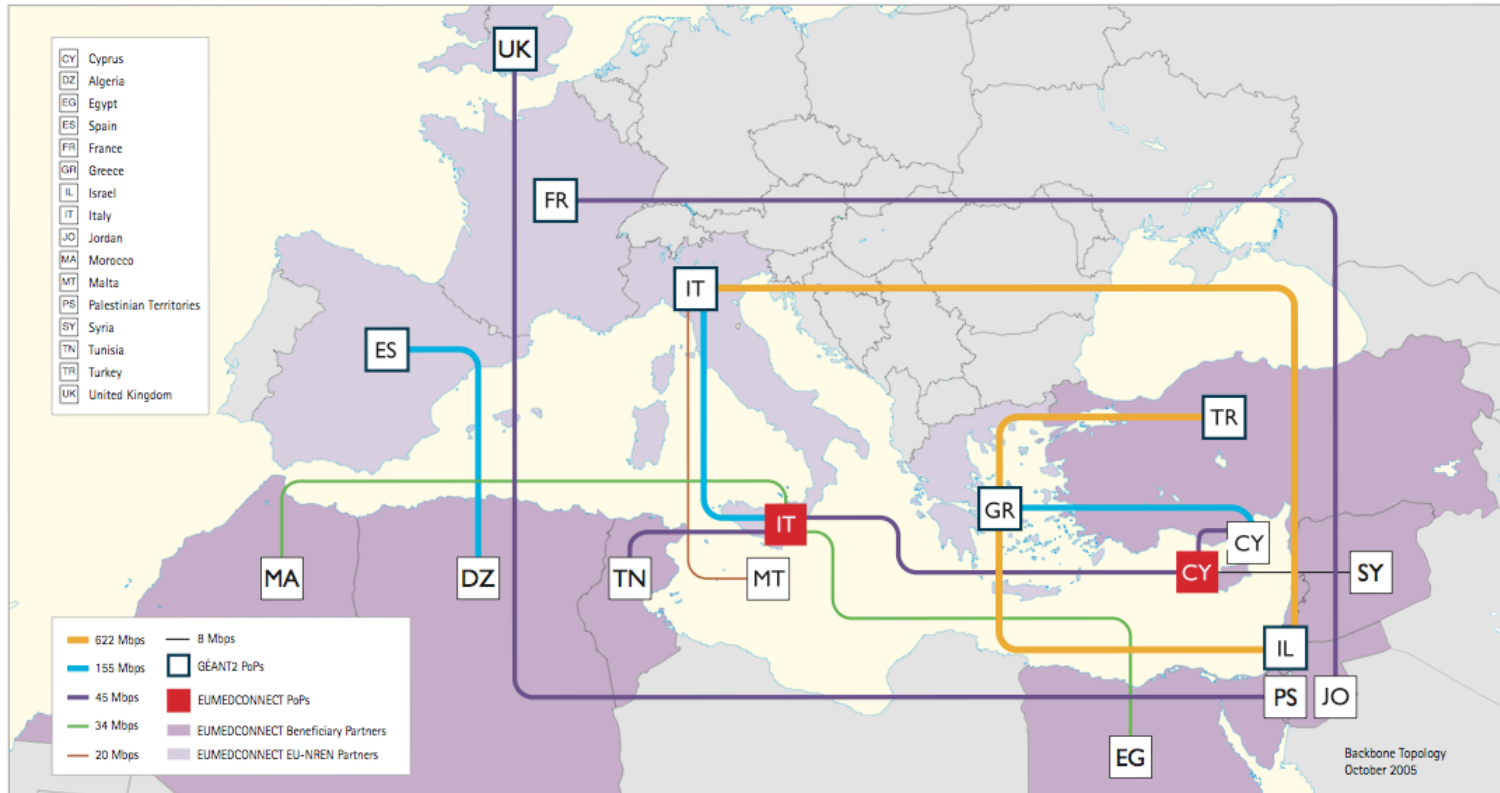 CY Cyprus
DZ Algeria
EG Egypt
ES Spain
FR France
GR Greece
IL Israel
IT Italy
JO Jordan
MA Morocco
MT Malta
PS Palestinian Territories
SY Syria
TN Tunisia
TR Turkey
UK United Kingdom
UK
FR
IT
ES
TR
GR
IT
CY
MA
DZ
TN
MT
CY
SY
IL
PS
JO
EG
622 Mbps
155 Mbps
45 Mbps
34 Mbps
20 Mbps
8 Mbps
GÉANT2 PoPs
EUMEDCONNECT PoPs
EUMEDCONNECT Beneficiary Partners
EUMEDCONNECT EU-NREN Partners
Backbone Topology
October 2005